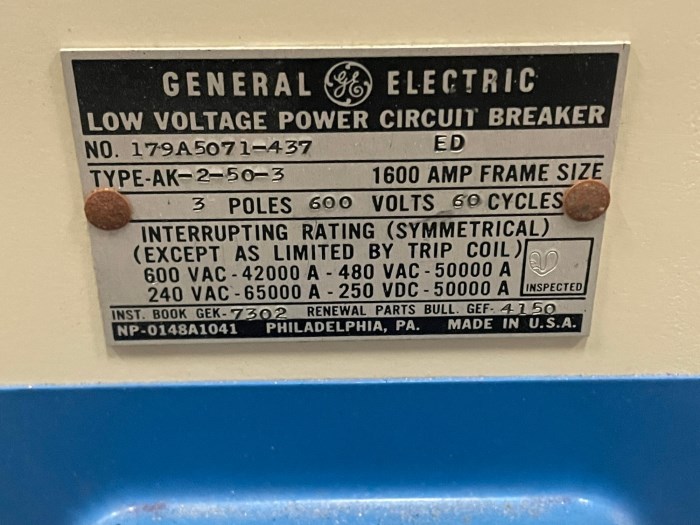 GENERAL GE ELECTRIC
LOW VOLTAGE POWER CIRCUIT BREAKER
NO. 179A5071-437 ED
TYPE-AK-2-50-3 1600 AMP FRAME SIZE
3 POLES 600 VOLTS 60 CYCLES
INTERRUPTING RATING (SYMMETRICAL)
(EXCEPT AS LIMITED BY TRIP COIL)
600 VAC-42000 A-480 VAC-50000 A
240 VAC-65000 A-250 VDC-50000 A
INSPECTED
INST. BOOK GEK-7302 RENEWAL PARTS BULL. GEF-4150
NP-0148A1041 PHILADELPHIA, PA. MADE IN U.S.A.